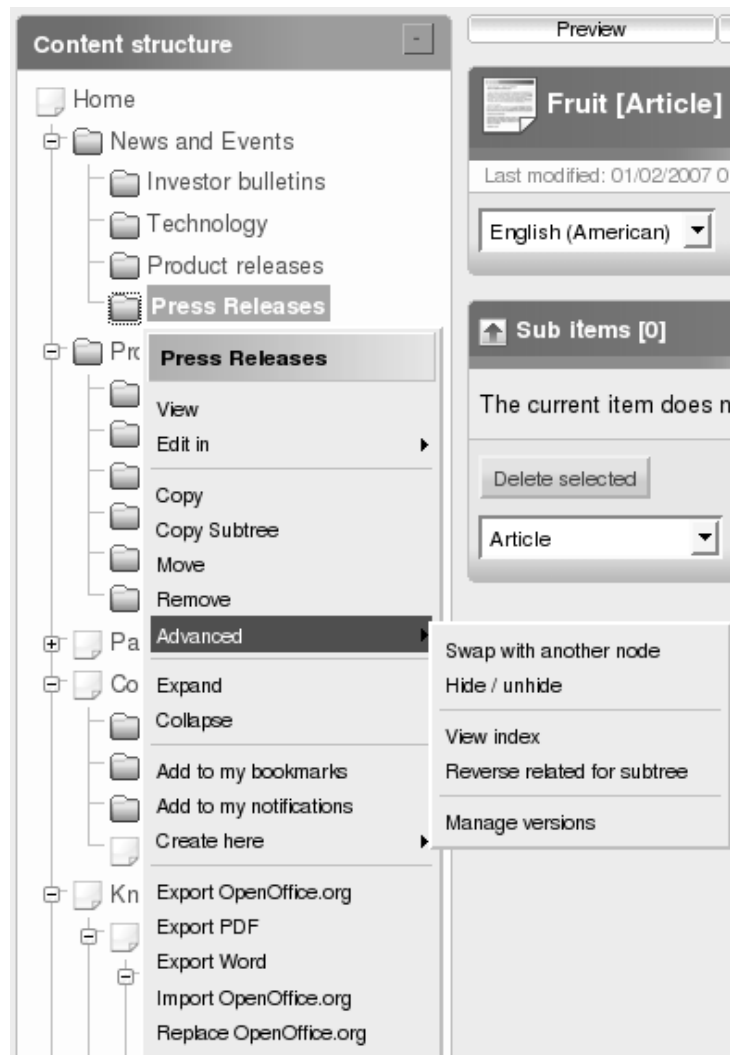 Content structure
-
Home
News and Events
Investor bulletins
Technology
Product releases
Press Releases
Press Releases
View
Edit in
Copy
Copy Subtree
Move
Remove
Advanced
Expand
Collapse
Add to my bookmarks
Add to my notifications
Create here
Export OpenOffice.org
Export PDF
Export Word
Import OpenOffice.org
Replace OpenOffice.org
Swap with another node
Hide / unhide
View index
Reverse related for subtree
Manage versions
Preview
Fruit [Article]
Last modified: 01/02/2007 0
English (American)
Sub items [0]
The current item does n
Delete selected
Article
Pa
Co
Kn